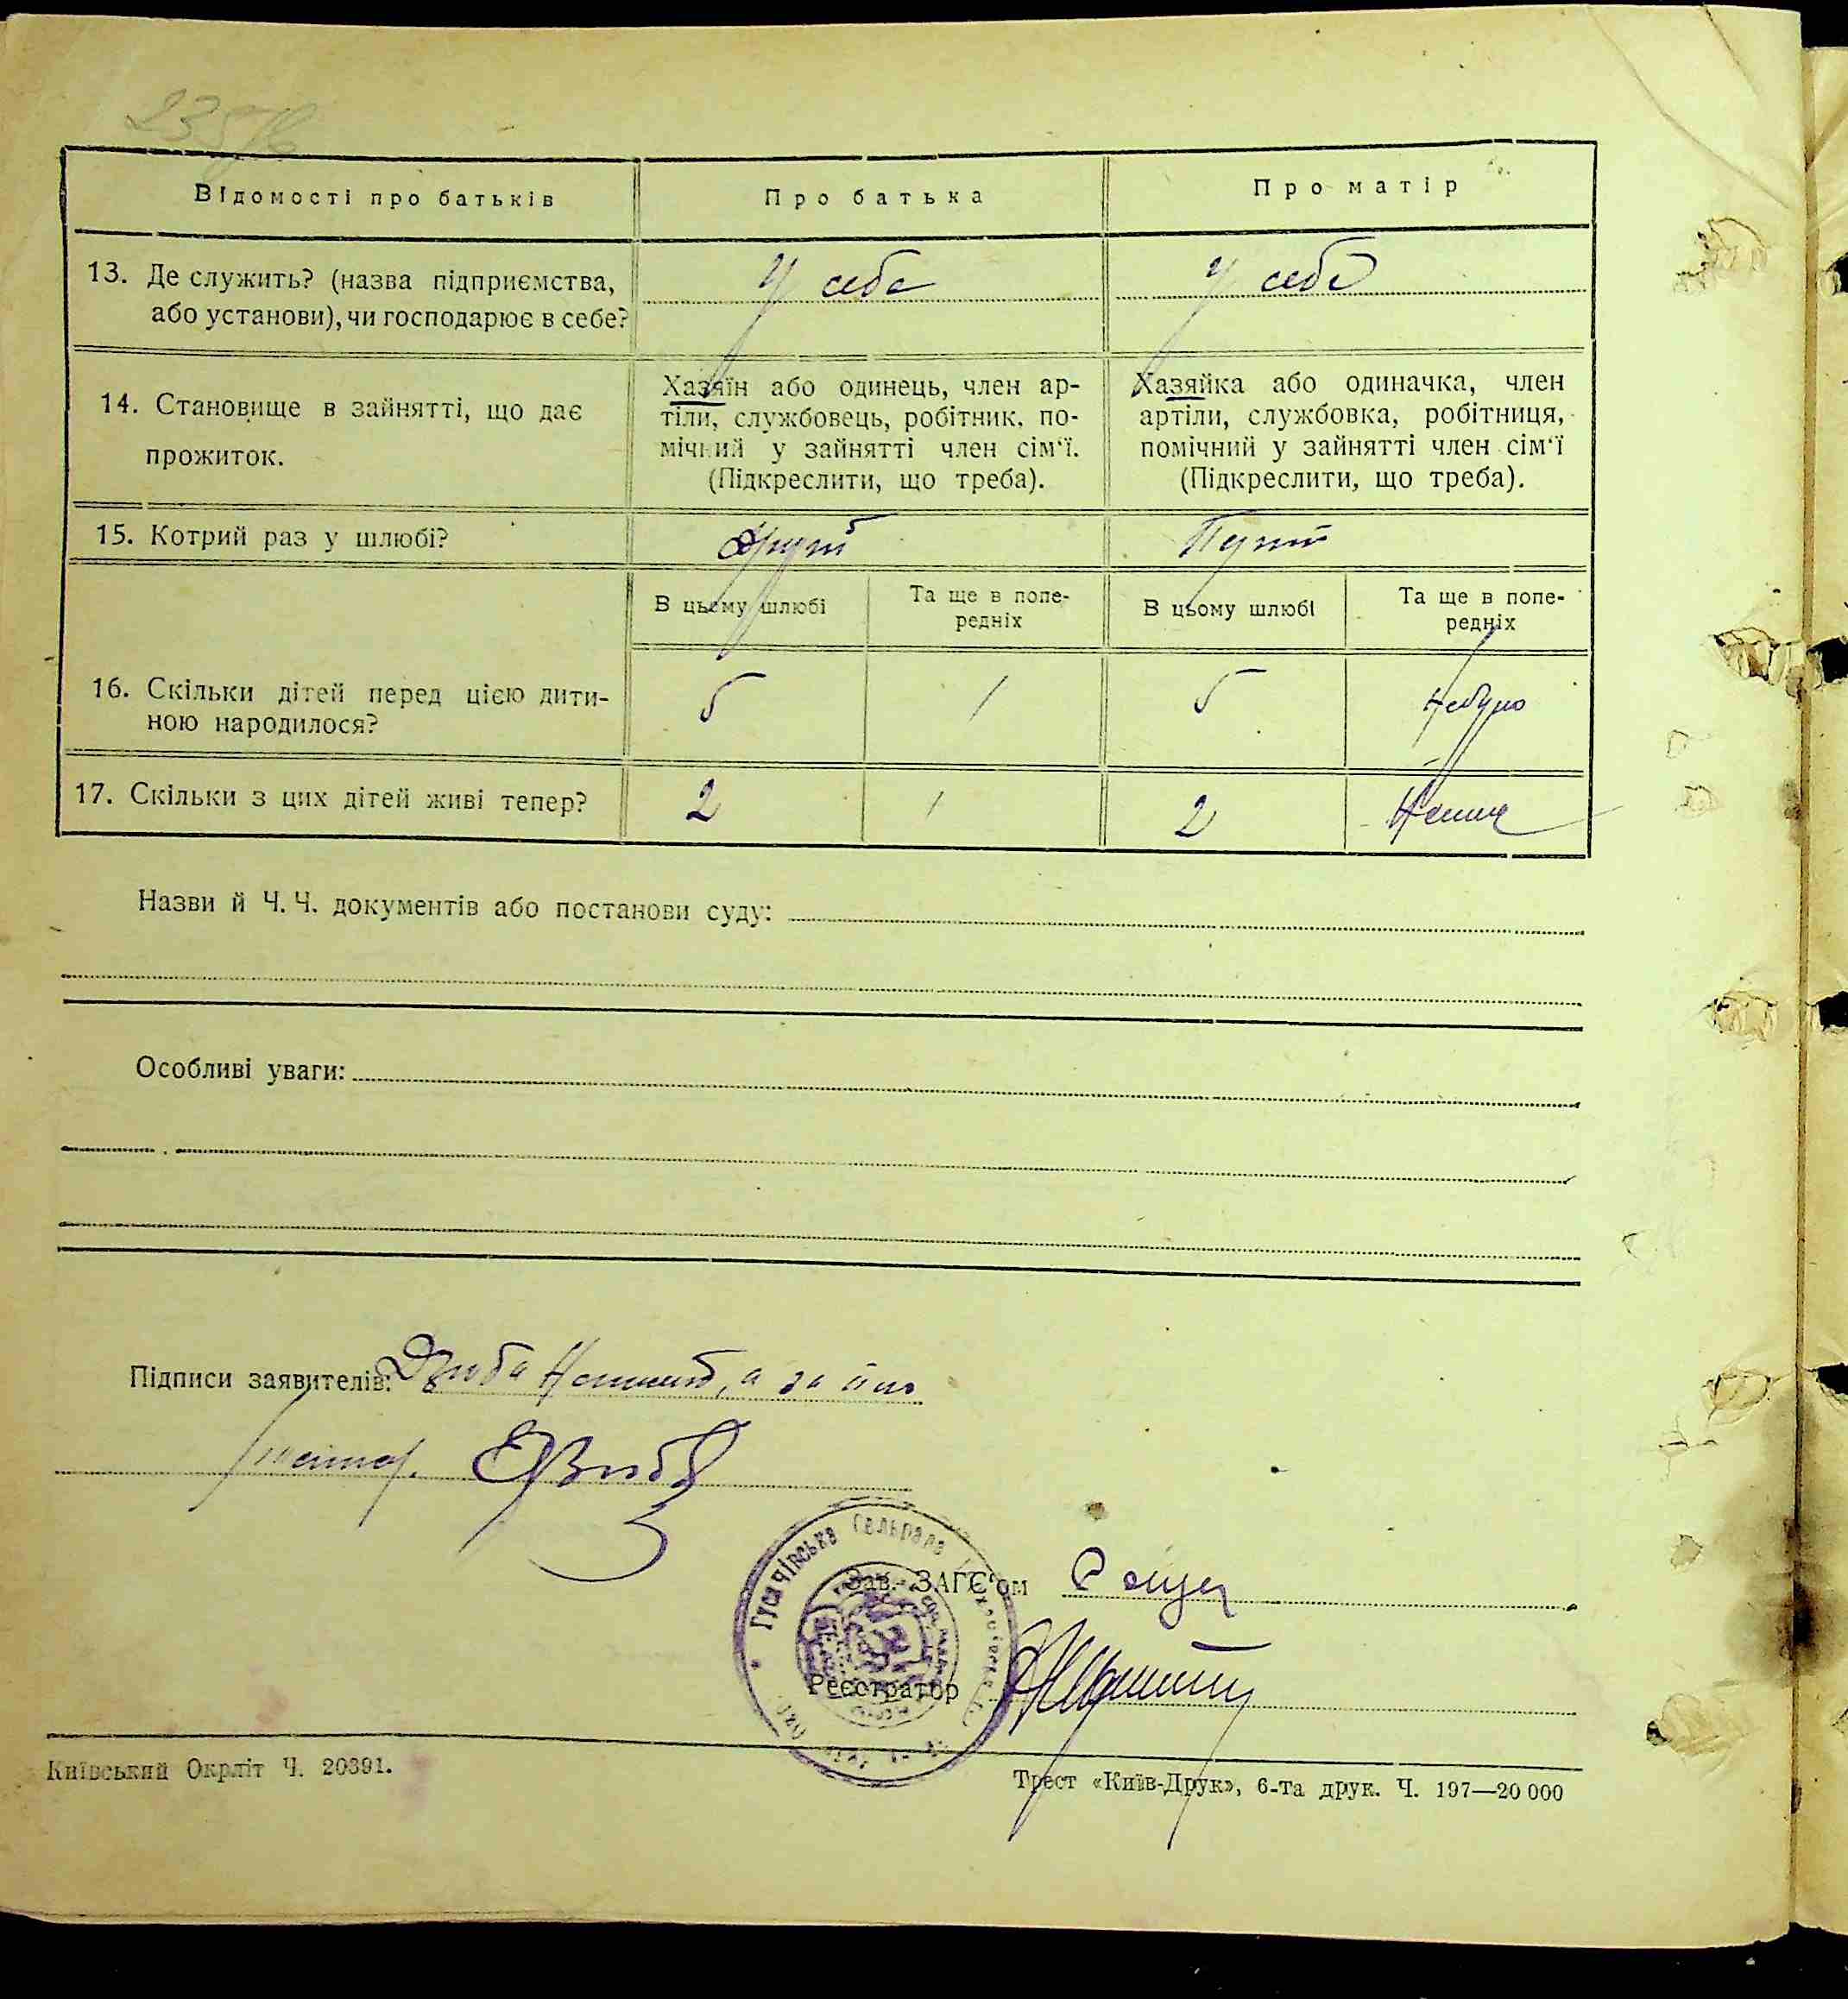 Відомості про батьків
Про батька
Про матір
13. Де служить? (назва підприємства,
або установи), чи господарює в себе?
У себе
У себе
14. Становище в зайнятті, що дає
прожиток.
Хазяїн або одинець, член ар-
тіли, службовець, робітник, по-
мічний у зайнятті член сім'ї.
(Підкреслити, що треба).
Хазяйка або одиначка, член
артіли, службовка, робітниця,
помічний у зайнятті член сім'ї
(Підкреслити, що треба).
15. Котрий раз у шлюбі?
Другий
В цьому шлюбі
Та ще в попе-
редніх
В цьому шлюбі
Та ще в попе-
редніх
16. Скільки дітей перед цією дити-
ною народилося?
5
1
5
Небуло
17. Скільки з цих дітей живі тепер?
2
1
2
Немає
Назви й Ч. Ч. документів або постанови суду:
Особливі уваги:
Підписи заявителів: Дзюба
Гусачівська Сельрада
Зав. ЗАГС'ом
Реєстратор
Київський Окрліт Ч. 20391.
Трест «Київ-Друк», 6-та друк. Ч. 197—20 000